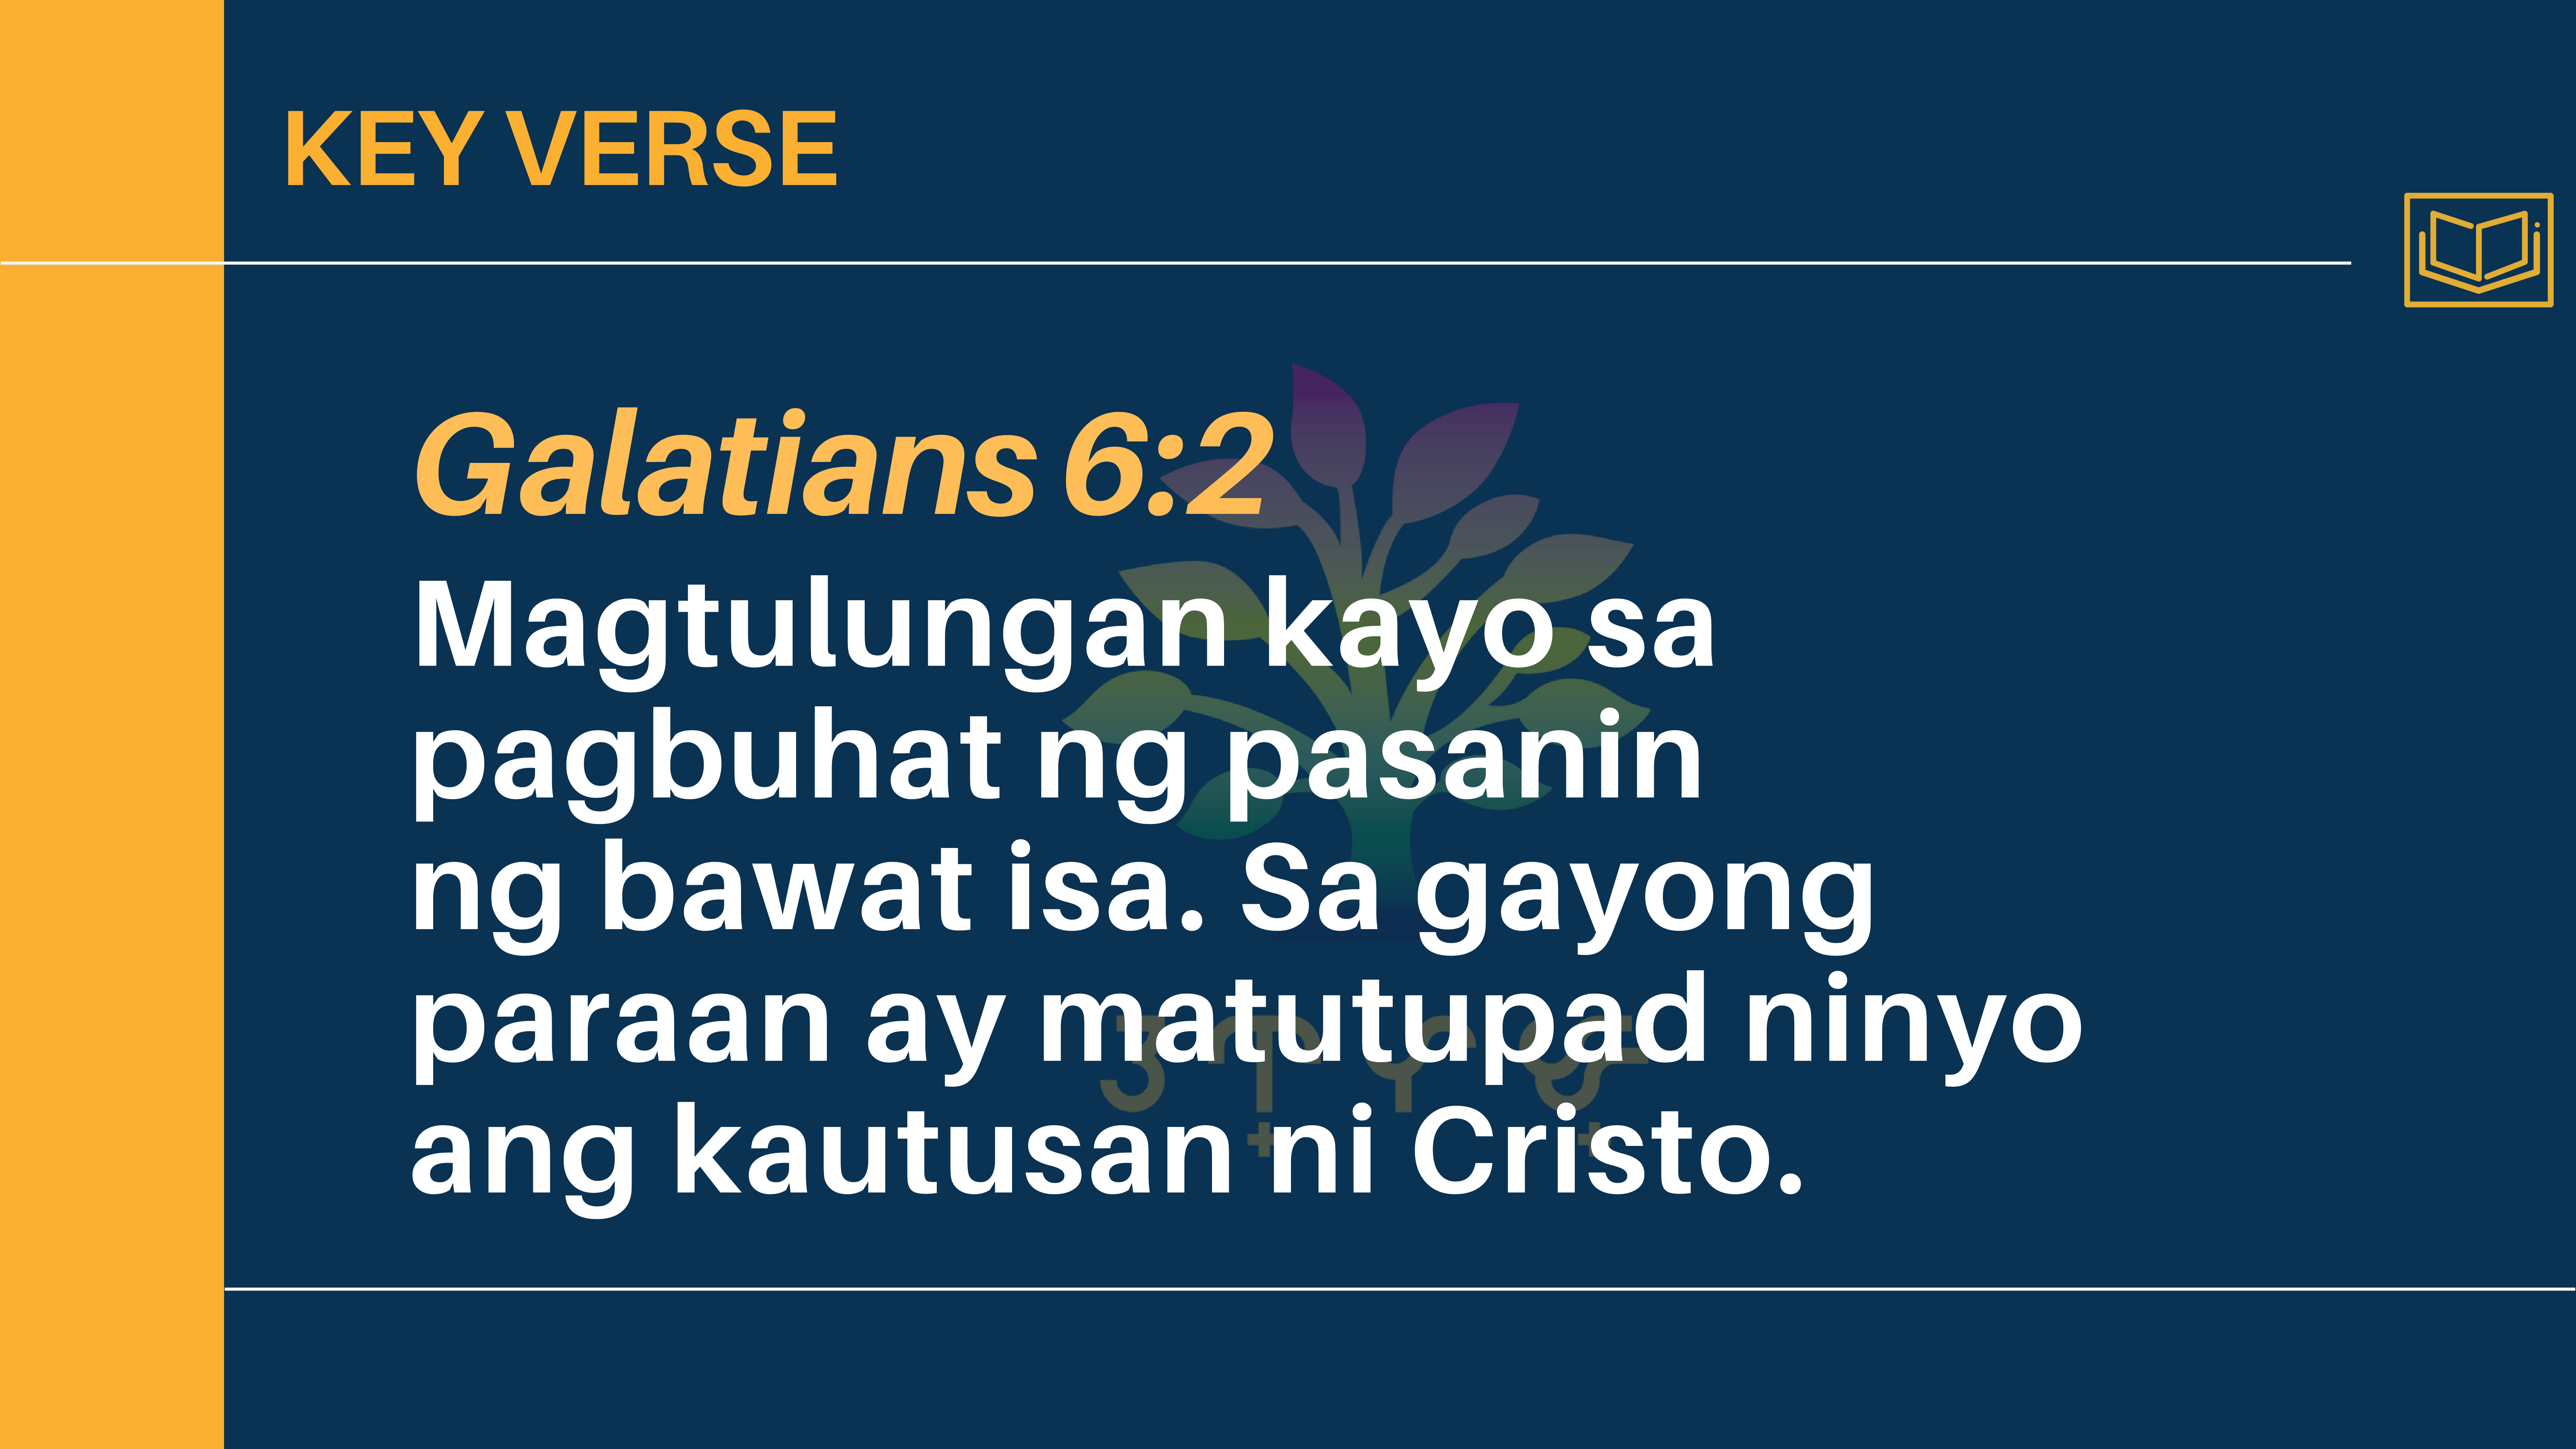 KEY VERSE
Galatians 6:2
Magtulungan kayo sa
pagbuhat ng pasanin
ng bawat isa. Sa gayong
paraan ay matutupad ninyo
ang kautusan ni Cristo.